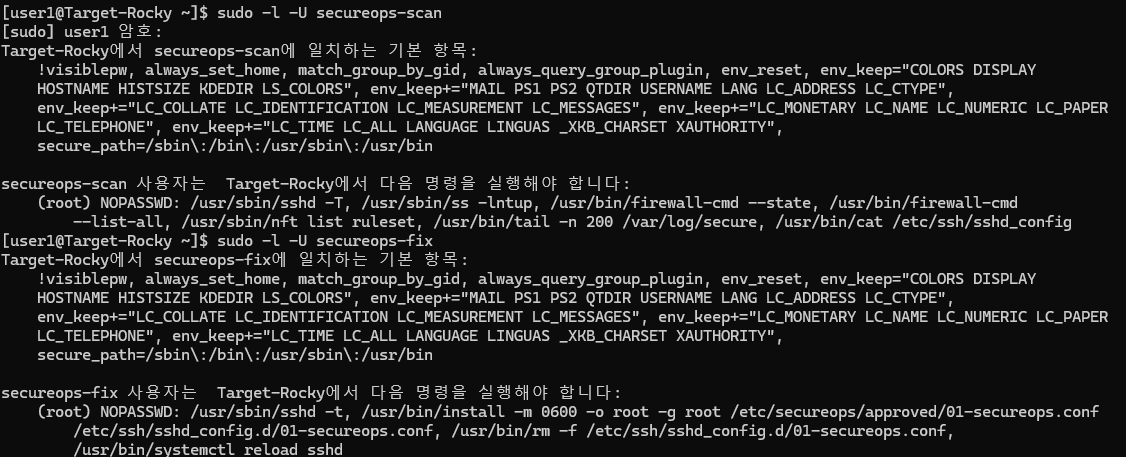 [user1@Target-Rocky ~]$ sudo -l -U secureops-scan
[sudo] user1 암호:
Target-Rocky에서 secureops-scan에 일치하는 기본 항목:
    !visiblepw, always_set_home, match_group_by_gid, always_query_group_plugin, env_reset, env_keep="COLORS DISPLAY
    HOSTNAME HISTSIZE KDEDIR LS_COLORS", env_keep+="MAIL PS1 PS2 QTDIR USERNAME LANG LC_ADDRESS LC_CTYPE",
    env_keep+="LC_COLLATE LC_IDENTIFICATION LC_MEASUREMENT LC_MESSAGES", env_keep+="LC_MONETARY LC_NAME LC_NUMERIC LC_PAPER
    LC_TELEPHONE", env_keep+="LC_TIME LC_ALL LANGUAGE LINGUAS _XKB_CHARSET XAUTHORITY",
    secure_path=/sbin\:/bin\:/usr/sbin\:/usr/bin

secureops-scan 사용자는  Target-Rocky에서 다음 명령을 실행해야 합니다:
    (root) NOPASSWD: /usr/sbin/sshd -T, /usr/sbin/ss -lntup, /usr/bin/firewall-cmd --state, /usr/bin/firewall-cmd
        --list-all, /usr/sbin/nft list ruleset, /usr/bin/tail -n 200 /var/log/secure, /usr/bin/cat /etc/ssh/sshd_config
[user1@Target-Rocky ~]$ sudo -l -U secureops-fix
Target-Rocky에서 secureops-fix에 일치하는 기본 항목:
    !visiblepw, always_set_home, match_group_by_gid, always_query_group_plugin, env_reset, env_keep="COLORS DISPLAY
    HOSTNAME HISTSIZE KDEDIR LS_COLORS", env_keep+="MAIL PS1 PS2 QTDIR USERNAME LANG LC_ADDRESS LC_CTYPE",
    env_keep+="LC_COLLATE LC_IDENTIFICATION LC_MEASUREMENT LC_MESSAGES", env_keep+="LC_MONETARY LC_NAME LC_NUMERIC LC_PAPER
    LC_TELEPHONE", env_keep+="LC_TIME LC_ALL LANGUAGE LINGUAS _XKB_CHARSET XAUTHORITY",
    secure_path=/sbin\:/bin\:/usr/sbin\:/usr/bin

secureops-fix 사용자는  Target-Rocky에서 다음 명령을 실행해야 합니다:
    (root) NOPASSWD: /usr/sbin/sshd -t, /usr/bin/install -m 0600 -o root -g root /etc/secureops/approved/01-secureops.conf
        /etc/ssh/sshd_config.d/01-secureops.conf, /usr/bin/rm -f /etc/ssh/sshd_config.d/01-secureops.conf,
        /usr/bin/systemctl reload sshd